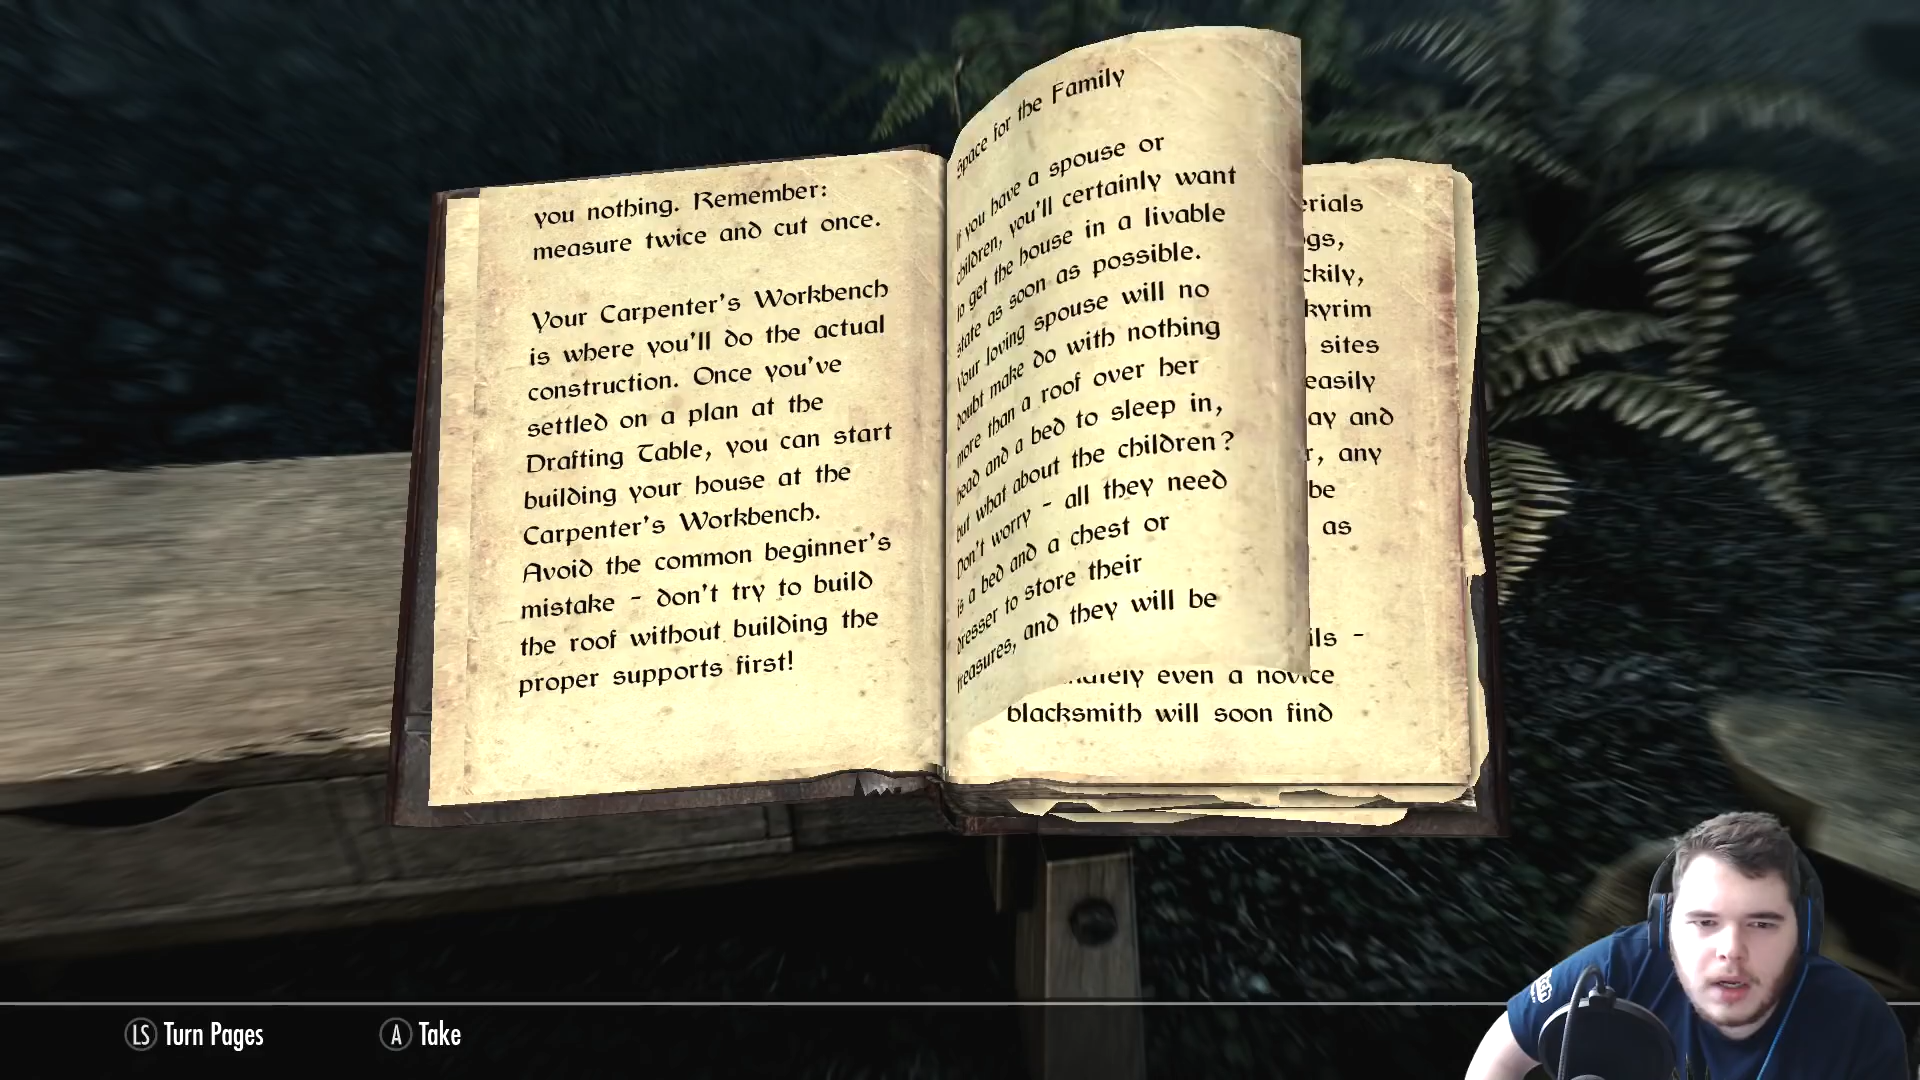 you nothing. Remember:
measure twice and cut once.
Your Carpenter's Workbench
is where you'll do the actual
construction. Once you've
settled on a plan at the
Drafting Table, you can start
building your house at the
Carpenter's Workbench.
Avoid the common beginner's
mistake - don't try to build
the roof without building the
proper supports first!
Space for the Family
If you have a spouse or
children, you'll certainly want
to get the house in a livable
state as soon as possible.
Your loving spouse will no
doubt make do with nothing
more than a roof over her
head and a bed to sleep in,
but what about the children?
Don't worry - all they need
is a bed and a chest or
dresser to store their
treasures, and they will be
sites
easily
and
any
be
as
even a novice
blacksmith will soon find
LS Turn Pages
A Take